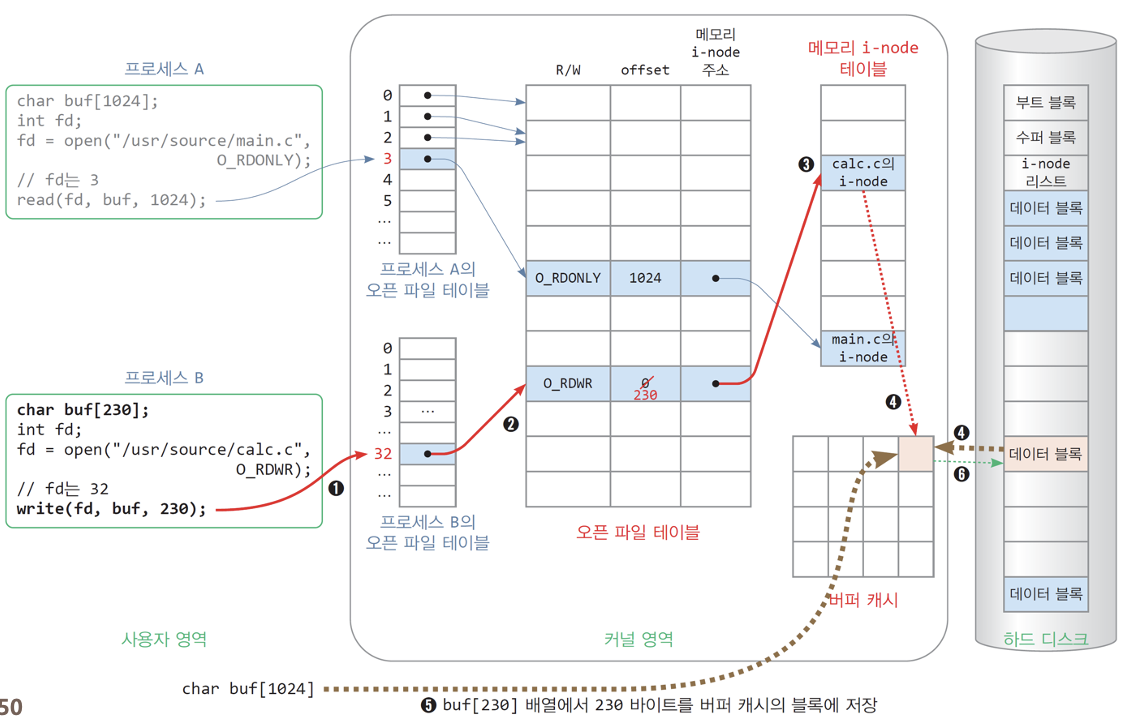 메모리
i-node
주소
R/W
offset
메모리 i-node
테이블
프로세스 A
char buf[1024];
int fd;
fd = open("/usr/source/main.c",
O_RDONLY);
// fd는 3
read(fd, buf, 1024);
0
1
2
3
4
5
...
...
프로세스 A의
오픈 파일 테이블
O_RDONLY
1024
❸
calc.c의
i-node
main.c의
i-node
부트 블록
수퍼 블록
i-node
리스트
데이터 블록
데이터 블록
데이터 블록
프로세스 B
char buf[230];
int fd;
fd = open("/usr/source/calc.c",
O_RDWR);
// fd는 32
write(fd, buf, 230);
❶
0
1
2
3
...
...
32
...
...
프로세스 B의
오픈 파일 테이블
❷
O_RDWR
0
230
오픈 파일 테이블
❹
❹
❻
데이터 블록
데이터 블록
버퍼 캐시
사용자 영역
커널 영역
하드 디스크
char buf[1024]
❺ buf[230] 배열에서 230 바이트를 버퍼 캐시의 블록에 저장
50